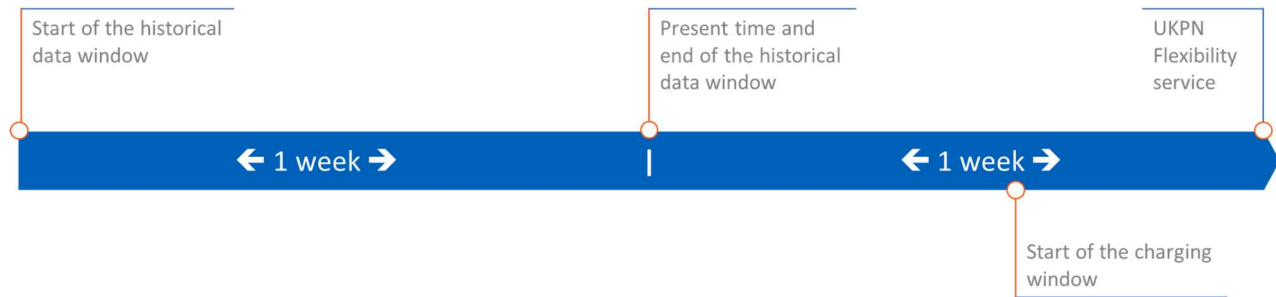 Start of the historical
data window
Present time and
end of the historical
data window
UKPN
Flexibility
service
← 1 week →
← 1 week →
Start of the charging
window